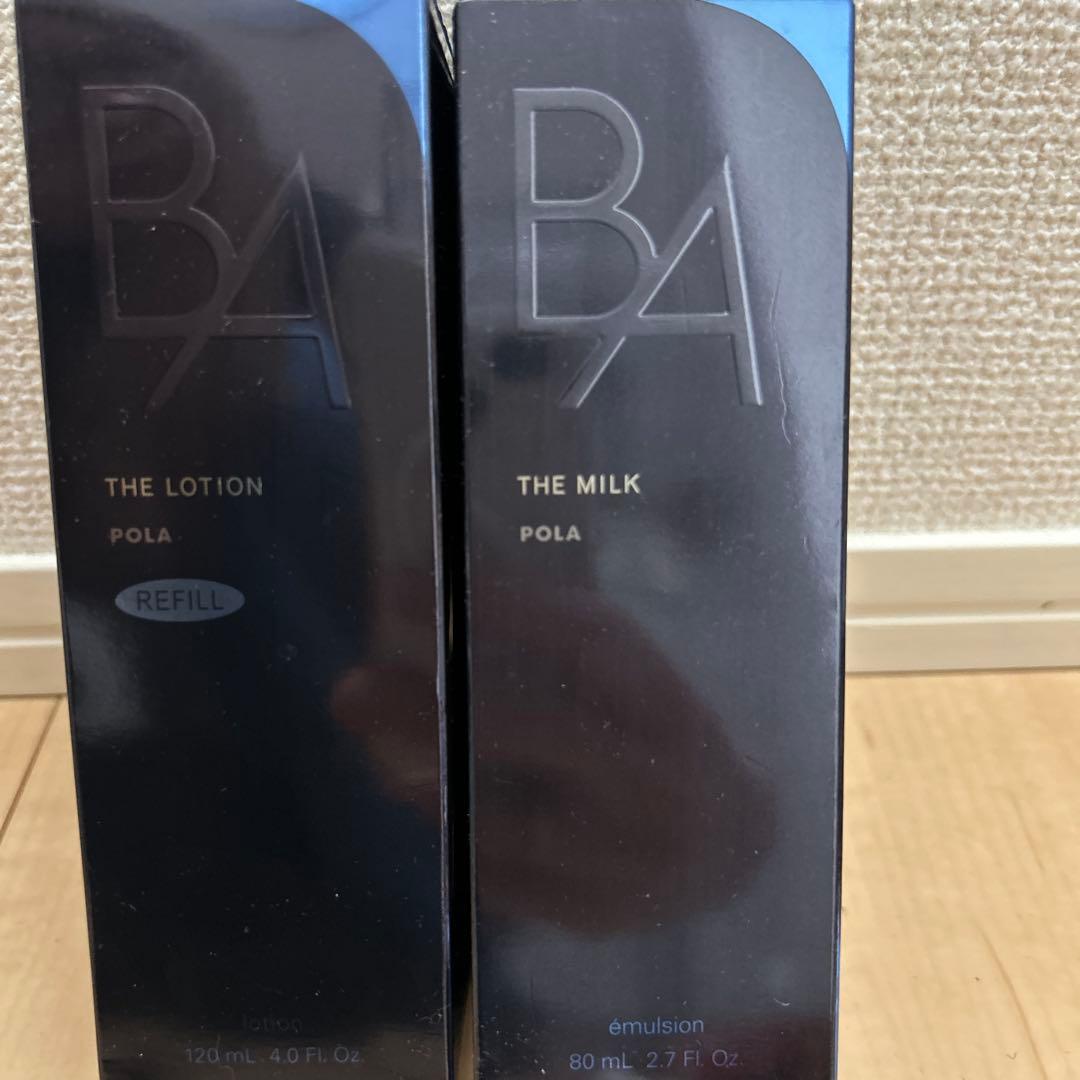 BA
THE LOTION
POLA
REFILL
lotion
120 mL 4.0 Fl. Oz.
BA
THE MILK
POLA
émulsion
80 mL 2.7 Fl. Oz.